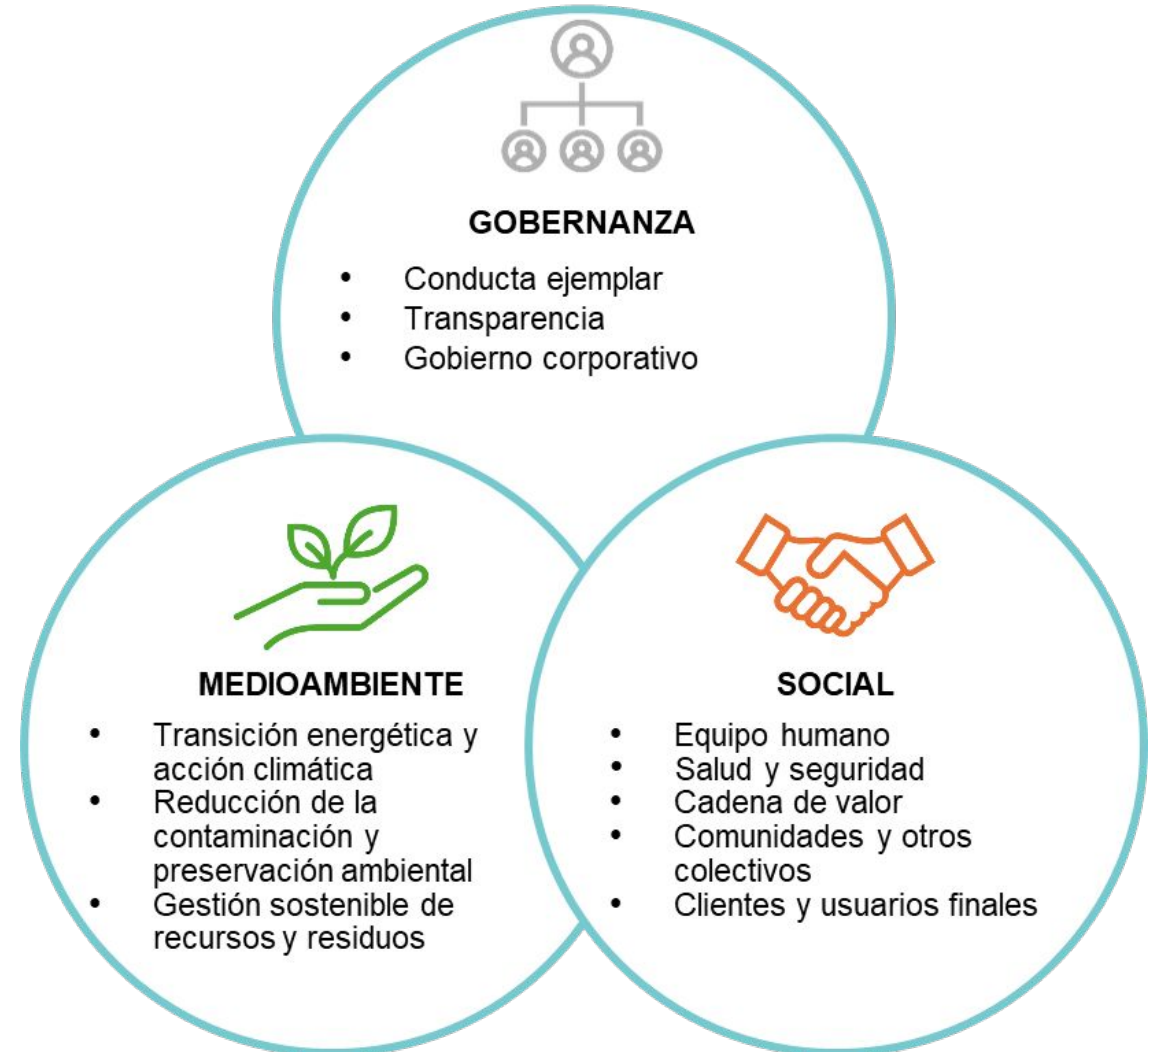 GOBERNANZA
• Conducta ejemplar
• Transparencia
• Gobierno corporativo
MEDIOAMBIENTE
• Transición energética y
acción climática
• Reducción de la
contaminación y
preservación ambiental
• Gestión sostenible de
recursos y residuos
SOCIAL
• Equipo humano
• Salud y seguridad
• Cadena de valor
• Comunidades y otros
colectivos
• Clientes y usuarios finales